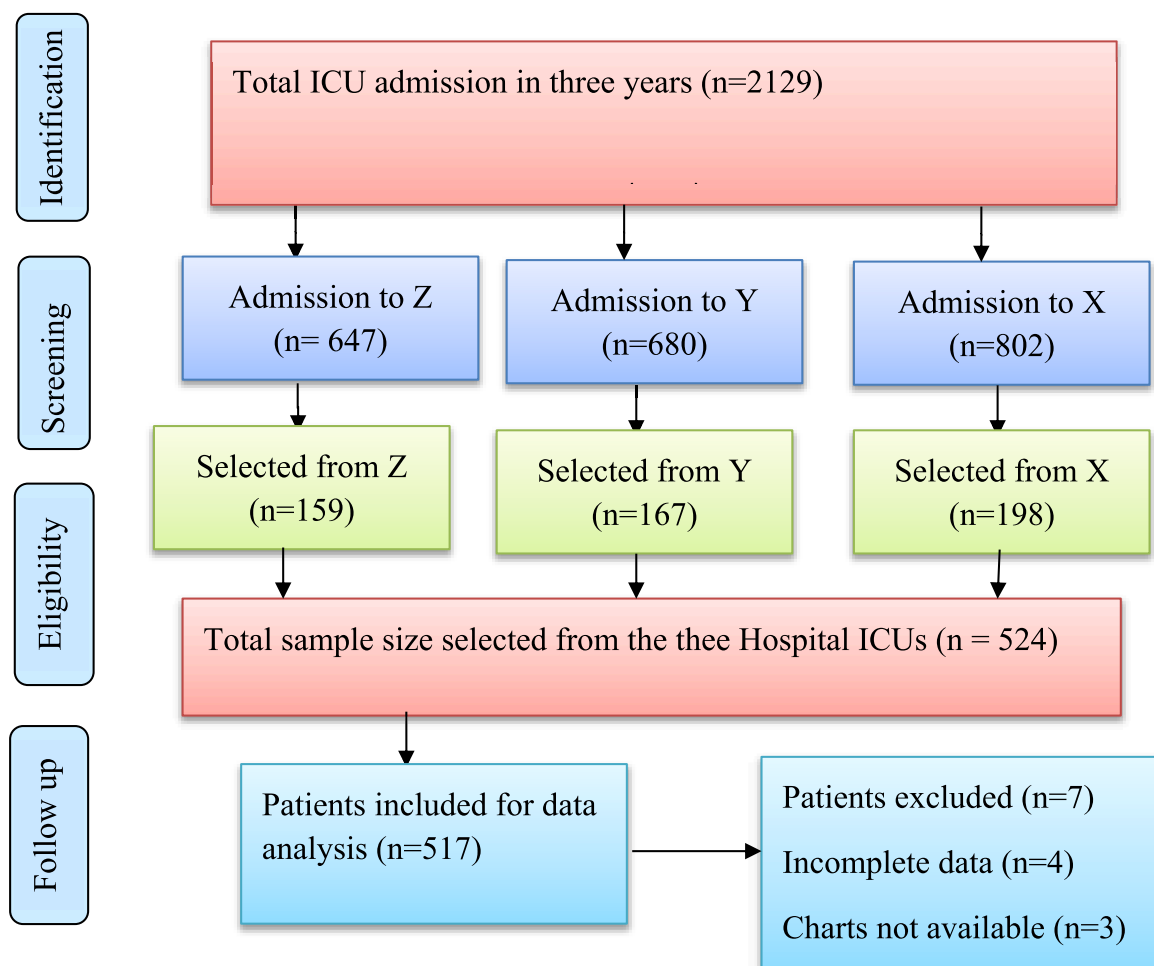 Identification
Total ICU admission in three years (n=2129)
Screening
Admission to Z
(n= 647)
Admission to Y
(n=680)
Admission to X
(n=802)
Selected from Z
(n=159)
Selected from Y
(n=167)
Selected from X
(n=198)
Eligibility
Total sample size selected from the thee Hospital ICUs (n = 524)
Follow up
Patients included for data
analysis (n=517)
Patients excluded (n=7)
Incomplete data (n=4)
Charts not available (n=3)